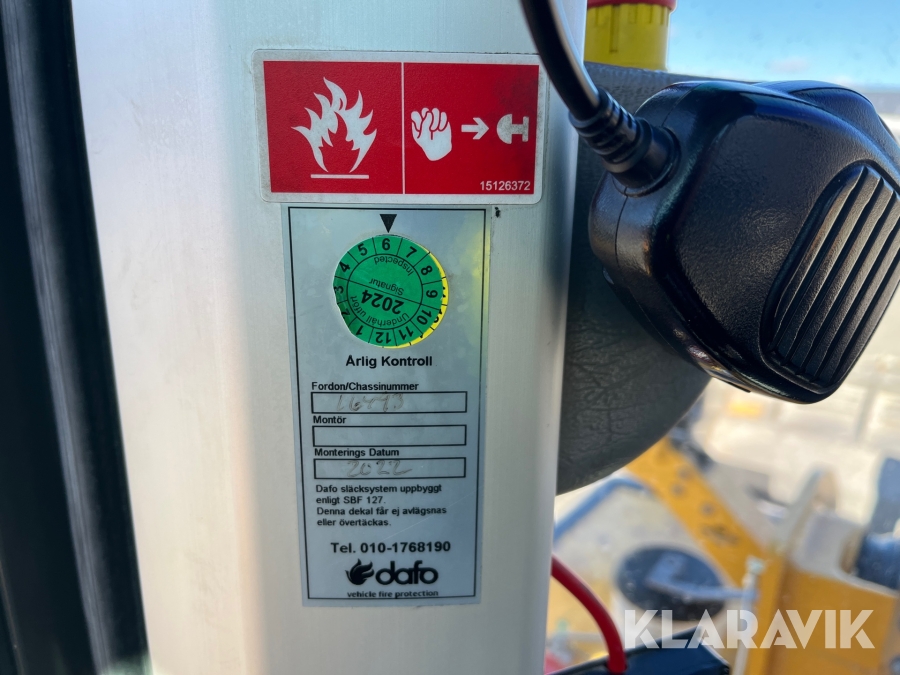 15126372
1 2 3 4 5 6 7 8 9 10 11 12
Inspected
Signatur
2024
Underhåll utfört
Årlig Kontroll
Fordon/Chassinummer
Montör
Monterings Datum
2022
Dafo släcksystem uppbyggt
enligt SBF 127.
Denna dekal får ej avlägsnas
eller övertäckas.
Tel. 010-1768190
dafo
vehicle fire protection
KLARAVIK